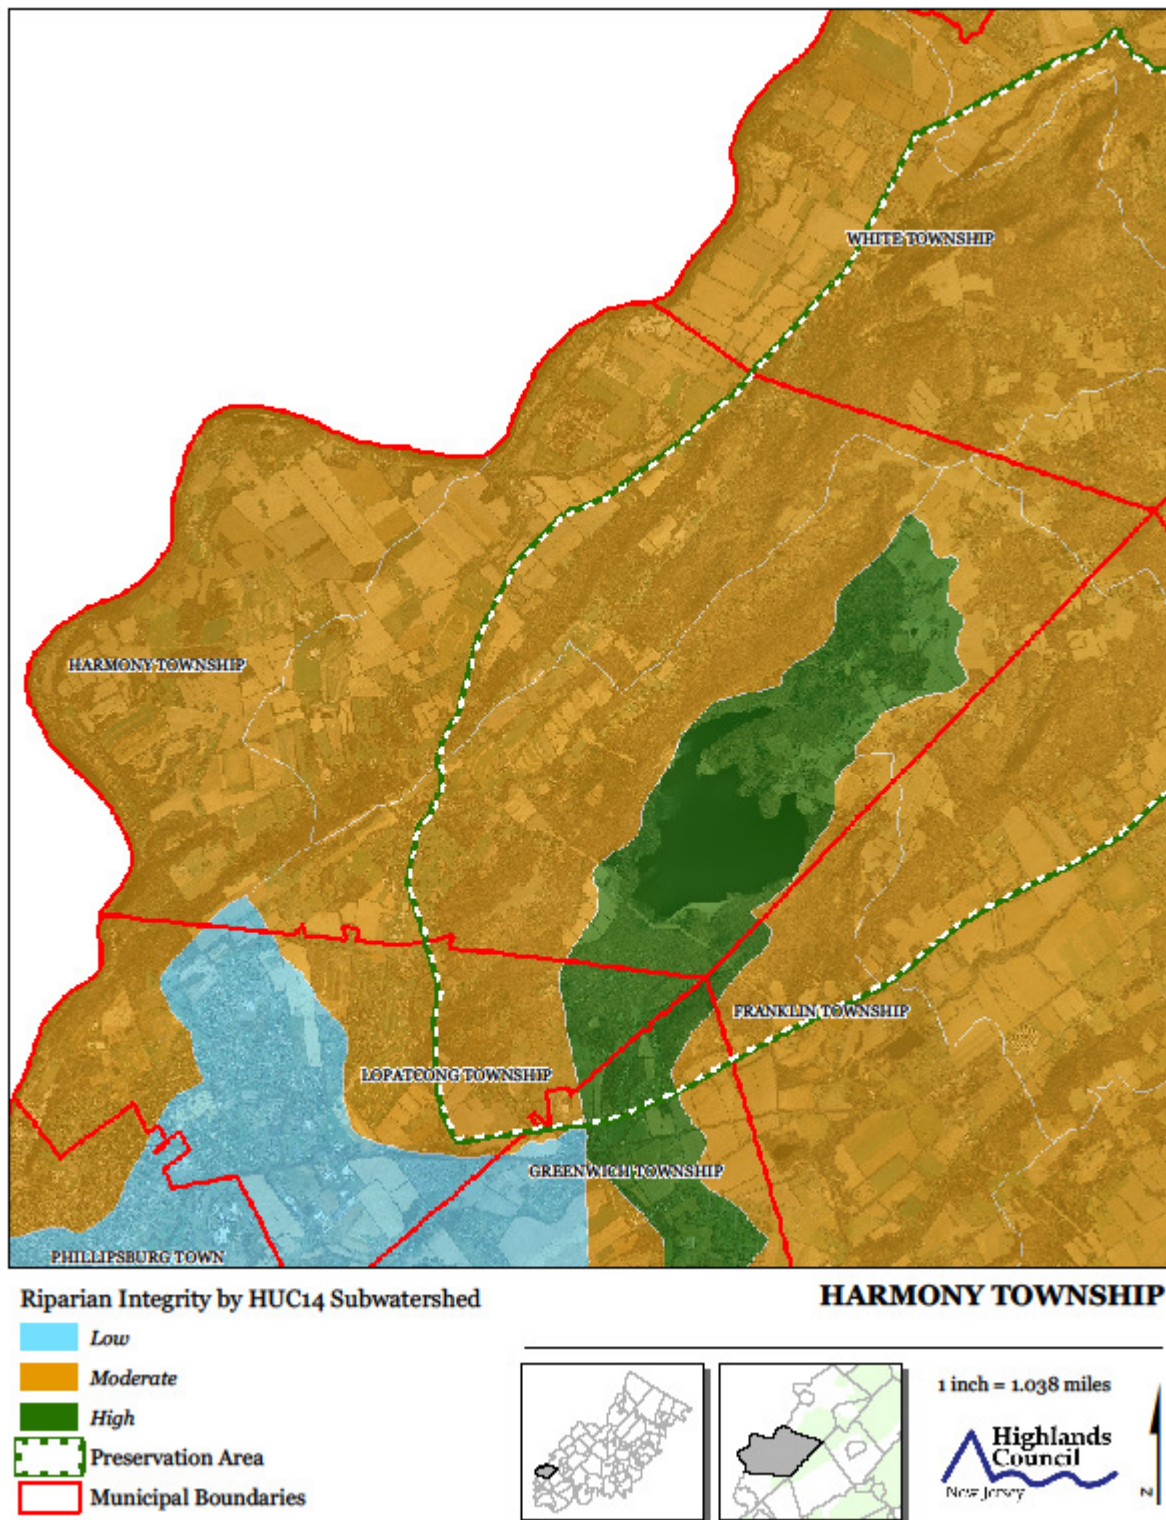 WHITE TOWNSHIP
HARMONY TOWNSHIP
FRANKLIN TOWNSHIP
LOPATCONG TOWNSHIP
GREENWICH TOWNSHIP
PHILLIPSBURG TOWN
Riparian Integrity by HUC14 Subwatershed
Low
Moderate
High
Preservation Area
Municipal Boundaries
HARMONY TOWNSHIP
1 inch = 1.038 miles
Highlands
Council
New Jersey
N